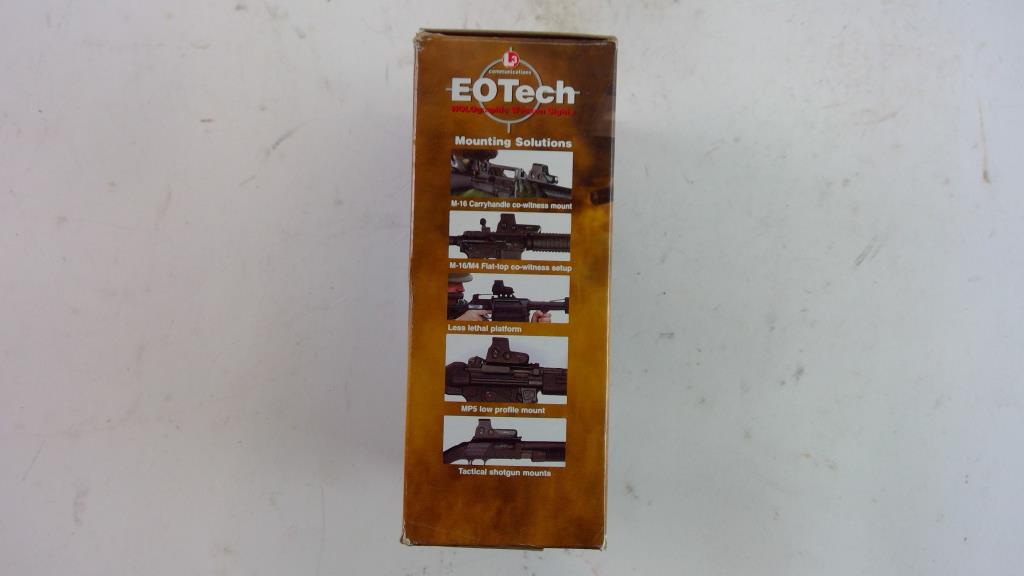 L3
communications
EOTech
HOLOgraphic Weapon Sights
Mounting Solutions
M-16 Carryhandle co-witness mount
M-16/M4 Flat-top co-witness setup
Less lethal platform
MP5 low profile mount
Tactical shotgun mounts